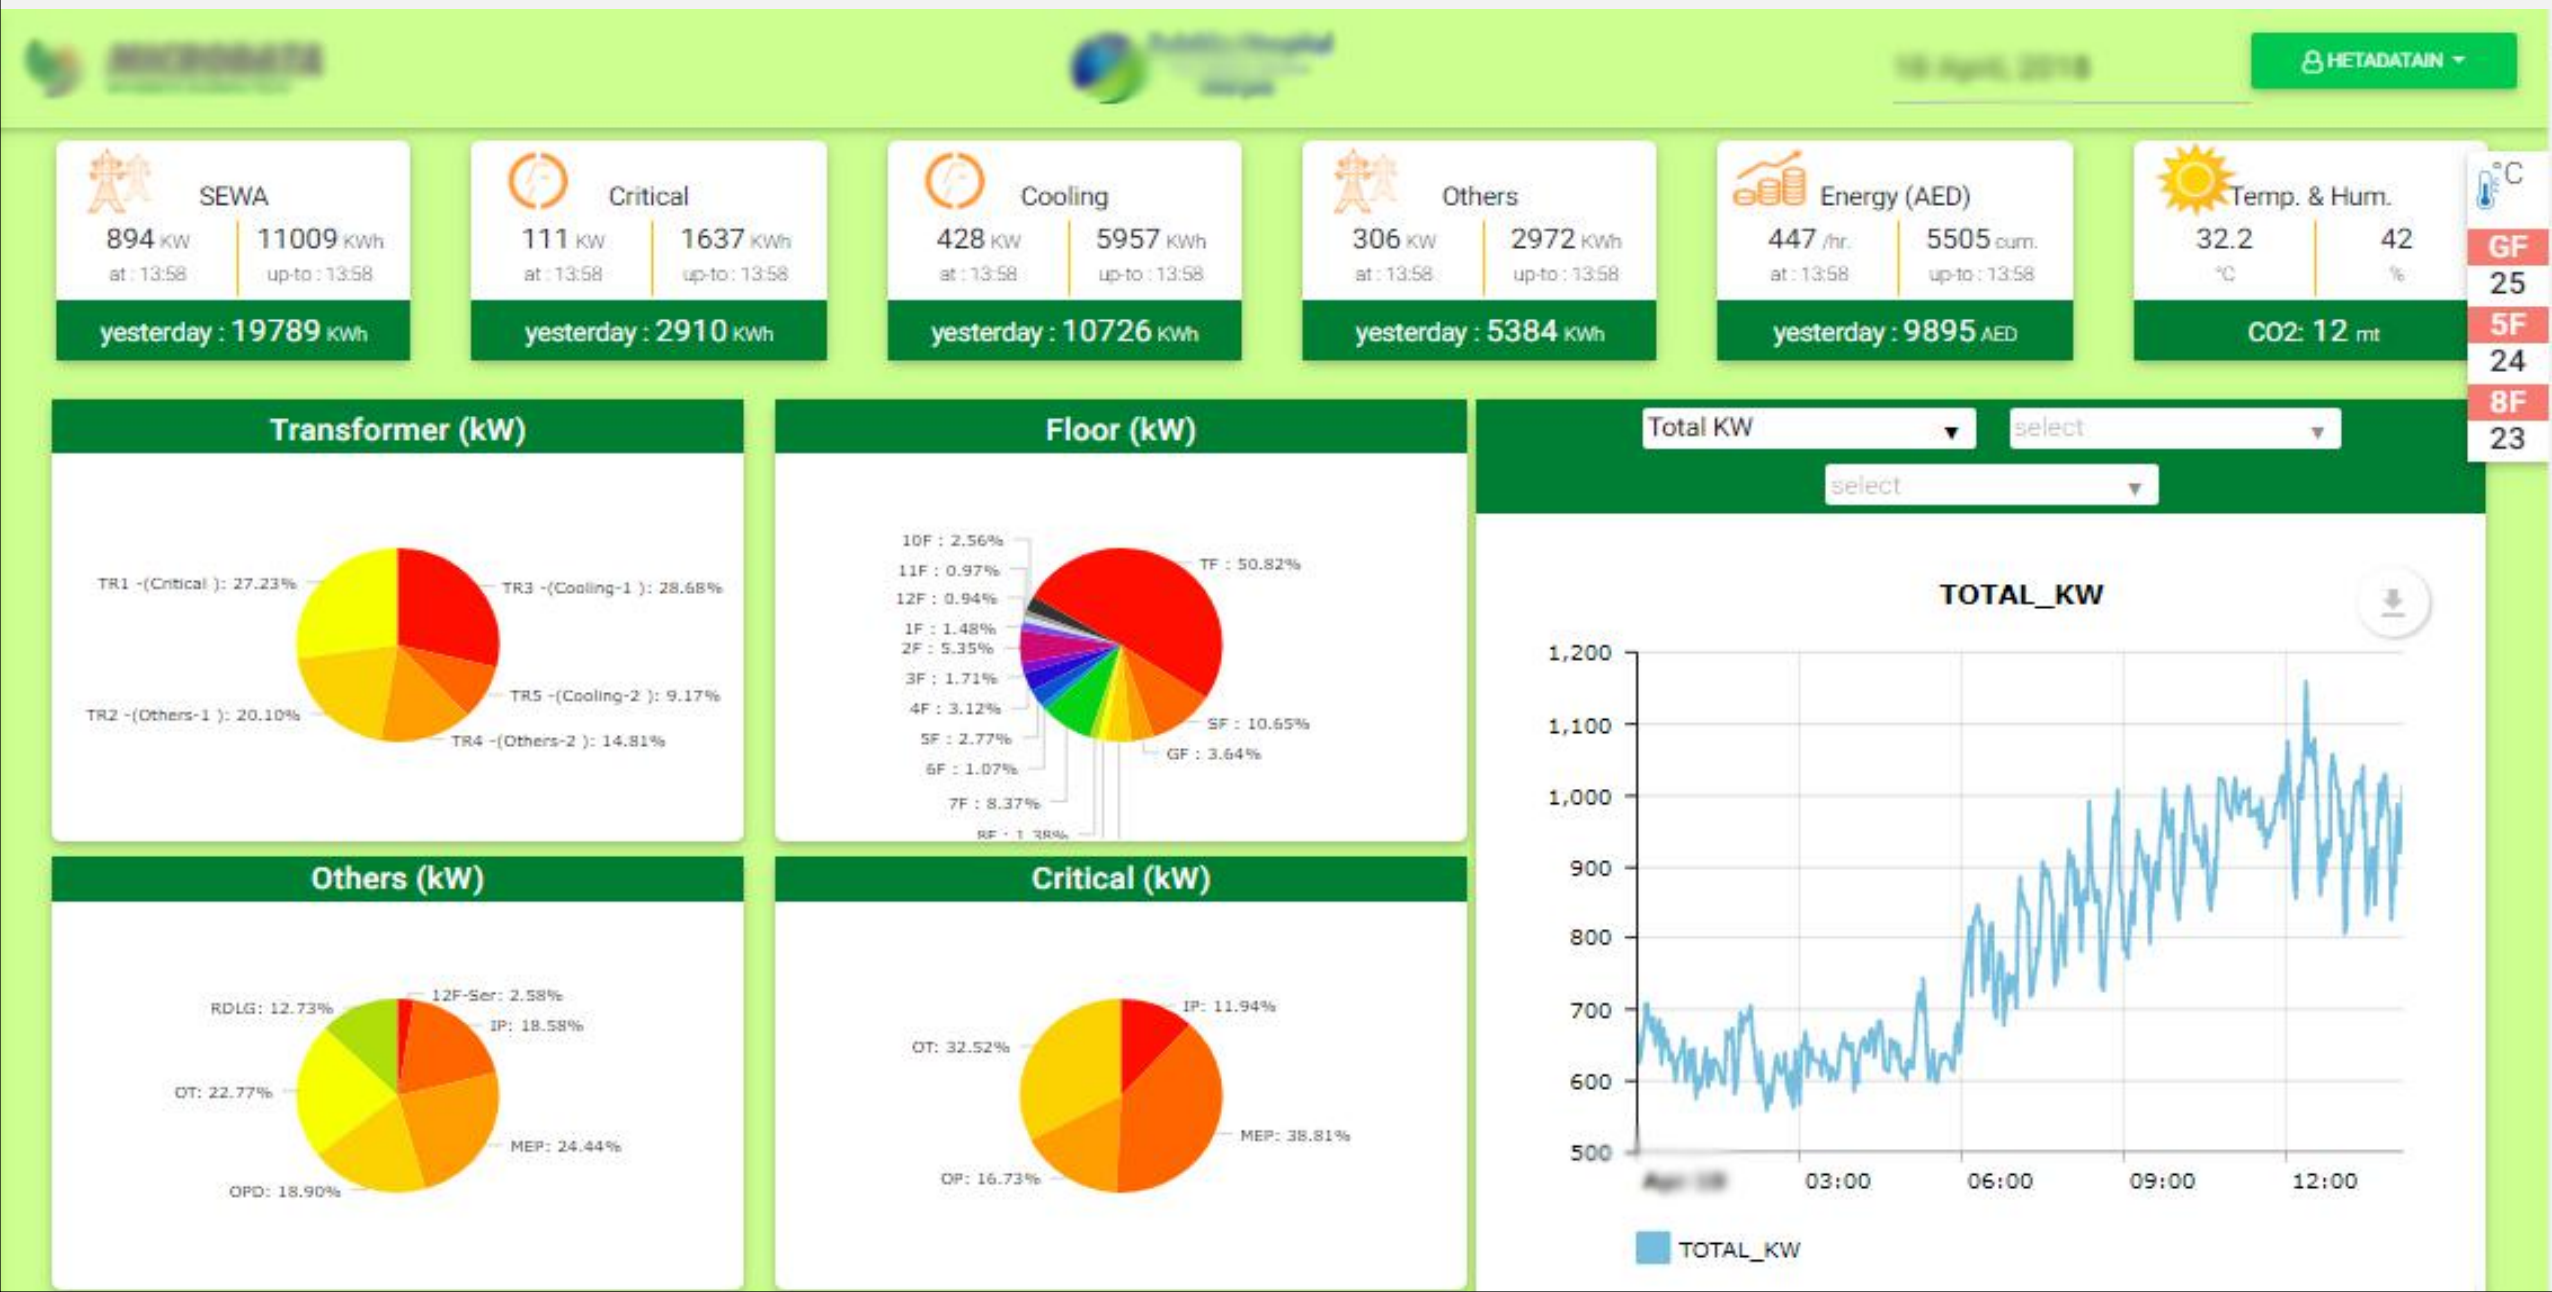 HETADATAIN
SEWA
894 KW 11009 KWh
at : 13:58 up-to : 13:58
yesterday : 19789 KWh
Critical
111 KW 1637 KWh
at : 13:58 up-to : 13:58
yesterday : 2910 KWh
Cooling
428 KW 5957 KWh
at : 13:58 up-to : 13:58
yesterday : 10726 KWh
Others
306 KW 2972 KWh
at : 13:58 up-to : 13:58
yesterday : 5384 KWh
Energy (AED)
447 /hr. 5505 cum.
at : 13:58 up-to : 13:58
yesterday : 9895 AED
Temp. & Hum.
32.2 42
°C %
CO2: 12 mt
°C
GF
25
5F
24
8F
23
Transformer (kW)
TR1 -(Critical ): 27.23%
TR3 -(Cooling-1 ): 28.68%
TR5 -(Cooling-2 ): 9.17%
TR2 -(Others-1 ): 20.10%
TR4 -(Others-2 ): 14.81%
Floor (kW)
10F : 2.56%
TF : 50.82%
11F : 0.97%
12F : 0.94%
1F : 1.48%
2F : 5.35%
3F : 1.71%
4F : 3.12%
SF : 10.65%
5F : 2.77%
GF : 3.64%
6F : 1.07%
7F : 8.37%
8F : 1.38%
Others (kW)
RDLG: 12.73%
12F-Ser: 2.58%
IP: 18.58%
OT: 22.77%
MEP: 24.44%
OPD: 18.90%
Critical (kW)
IP: 11.94%
OT: 32.52%
MEP: 38.81%
OP: 16.73%
Total KW
select
select
TOTAL_KW
1,200
1,100
1,000
900
800
700
600
500
03:00 06:00 09:00 12:00
TOTAL_KW